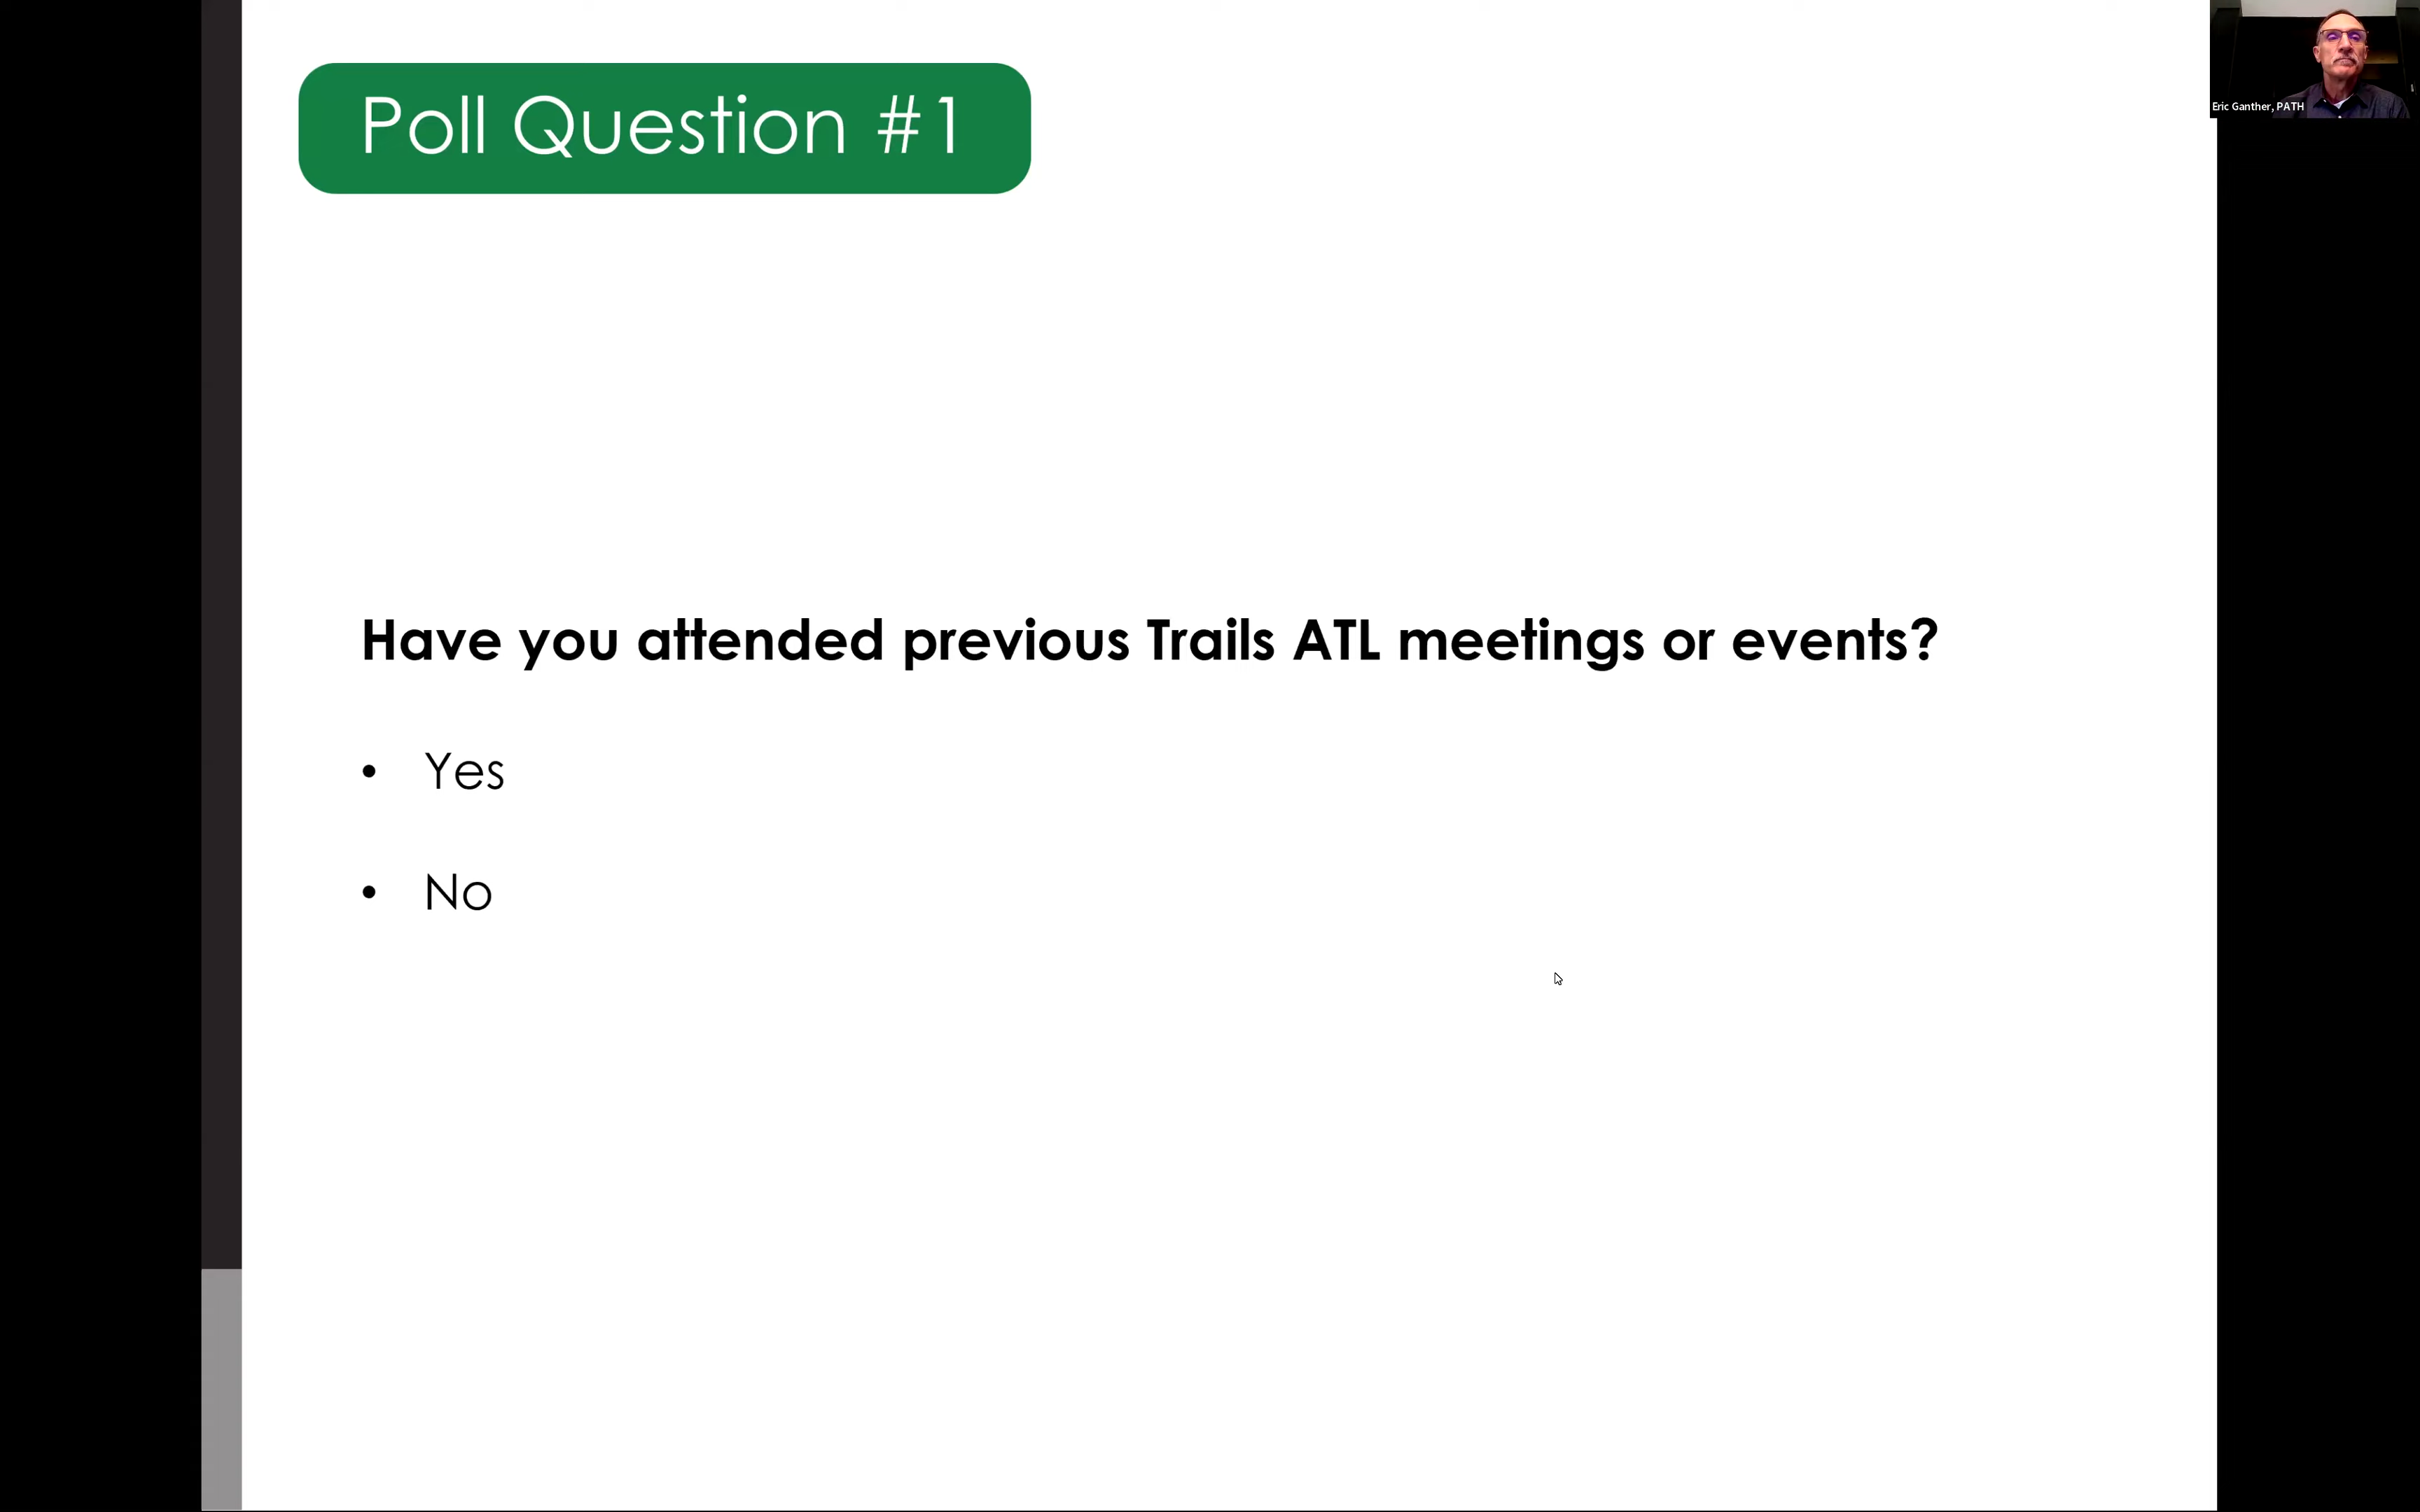 Poll Question #1
Eric Ganther, PATH
Have you attended previous Trails ATL meetings or events?
• Yes
• No